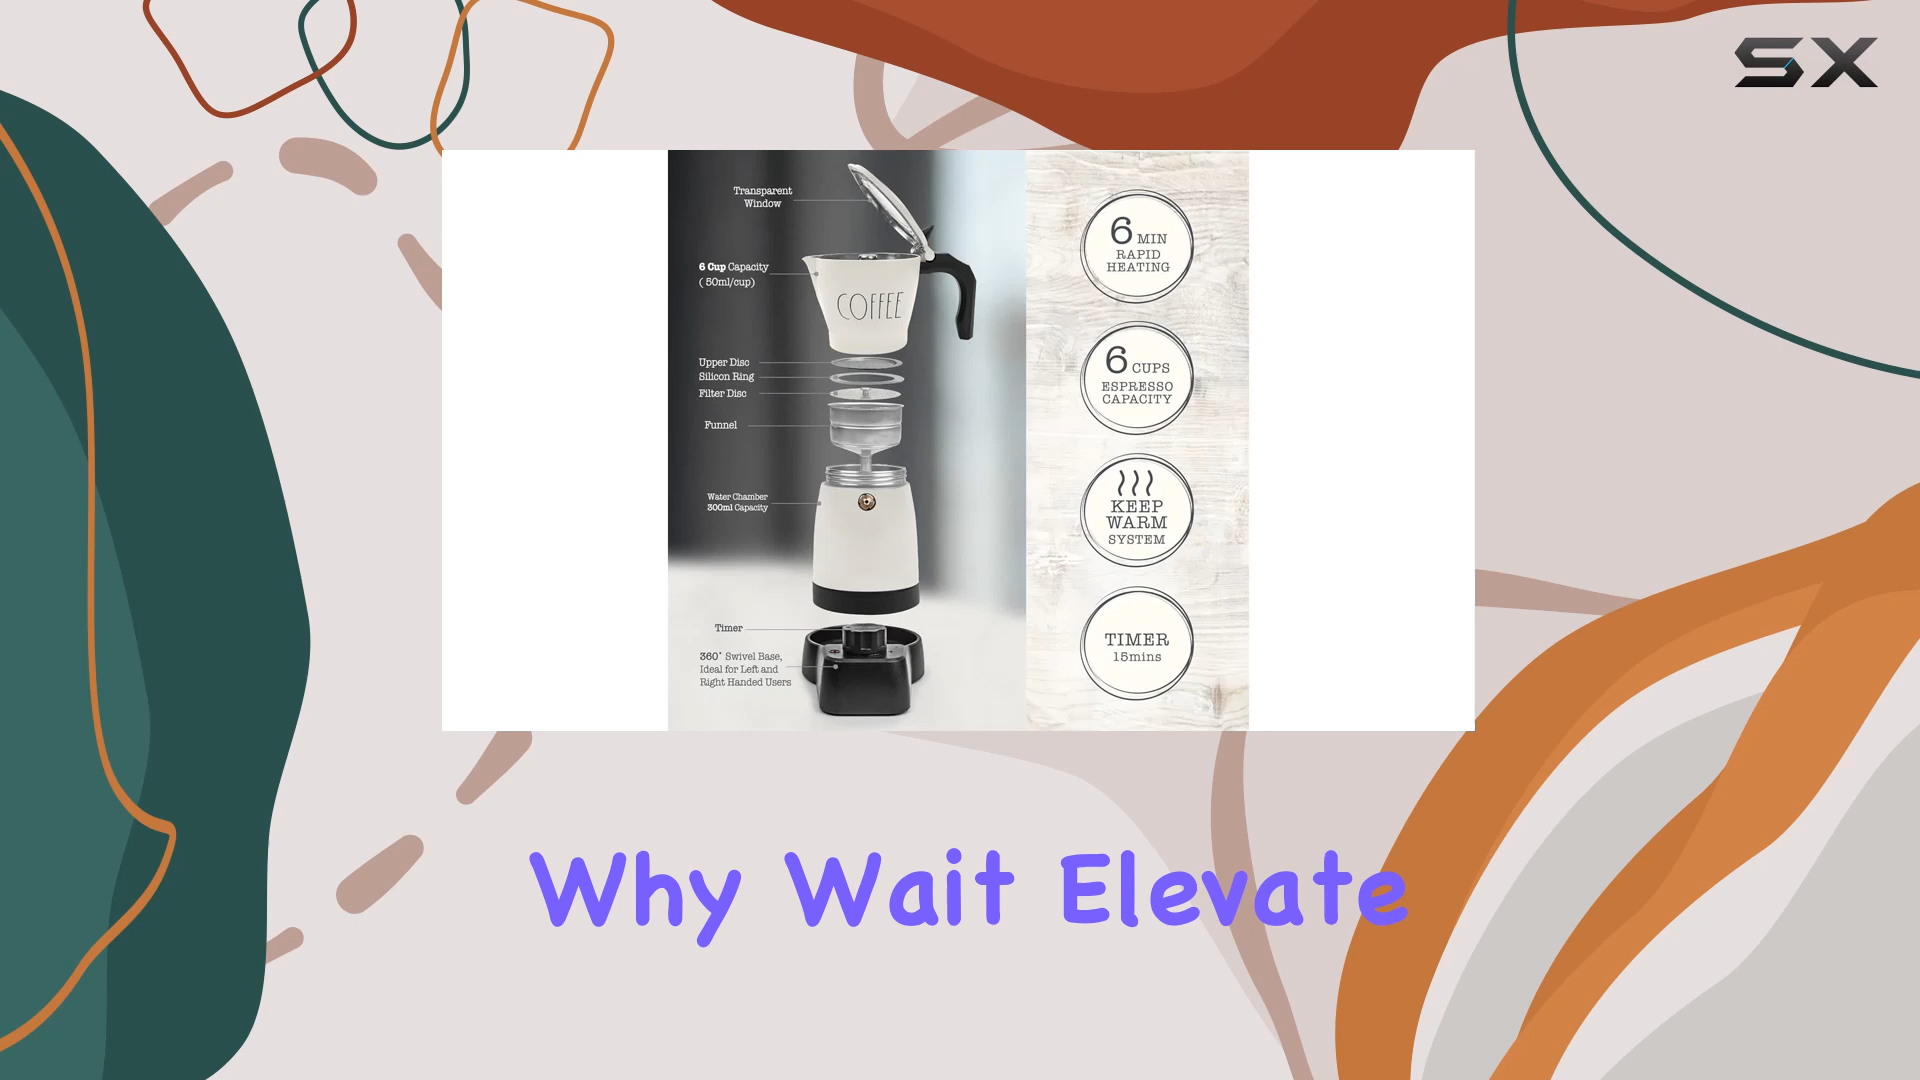 SX
Transparent
Window
6 Cup Capacity
( 50ml/cup)
COFFEE
Upper Disc
Silicon Ring
Filter Disc
Funnel
Water Chamber
300ml Capacity
Timer
360° Swivel Base,
Ideal for Left and
Right Handed Users
6 MIN
RAPID
HEATING
6 CUPS
ESPRESSO
CAPACITY
KEEP
WARM
SYSTEM
TIMER
15mins
Why Wait Elevate